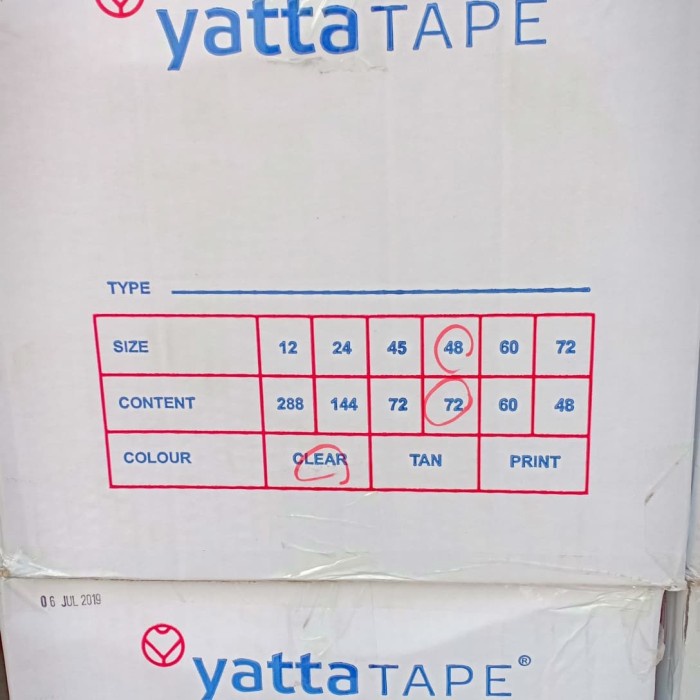 yatta TAPE
TYPE
SIZE 12 24 45 48 60 72
CONTENT 288 144 72 72 60 48
COLOUR CLEAR TAN PRINT
06 JUL 2019
yatta TAPE®